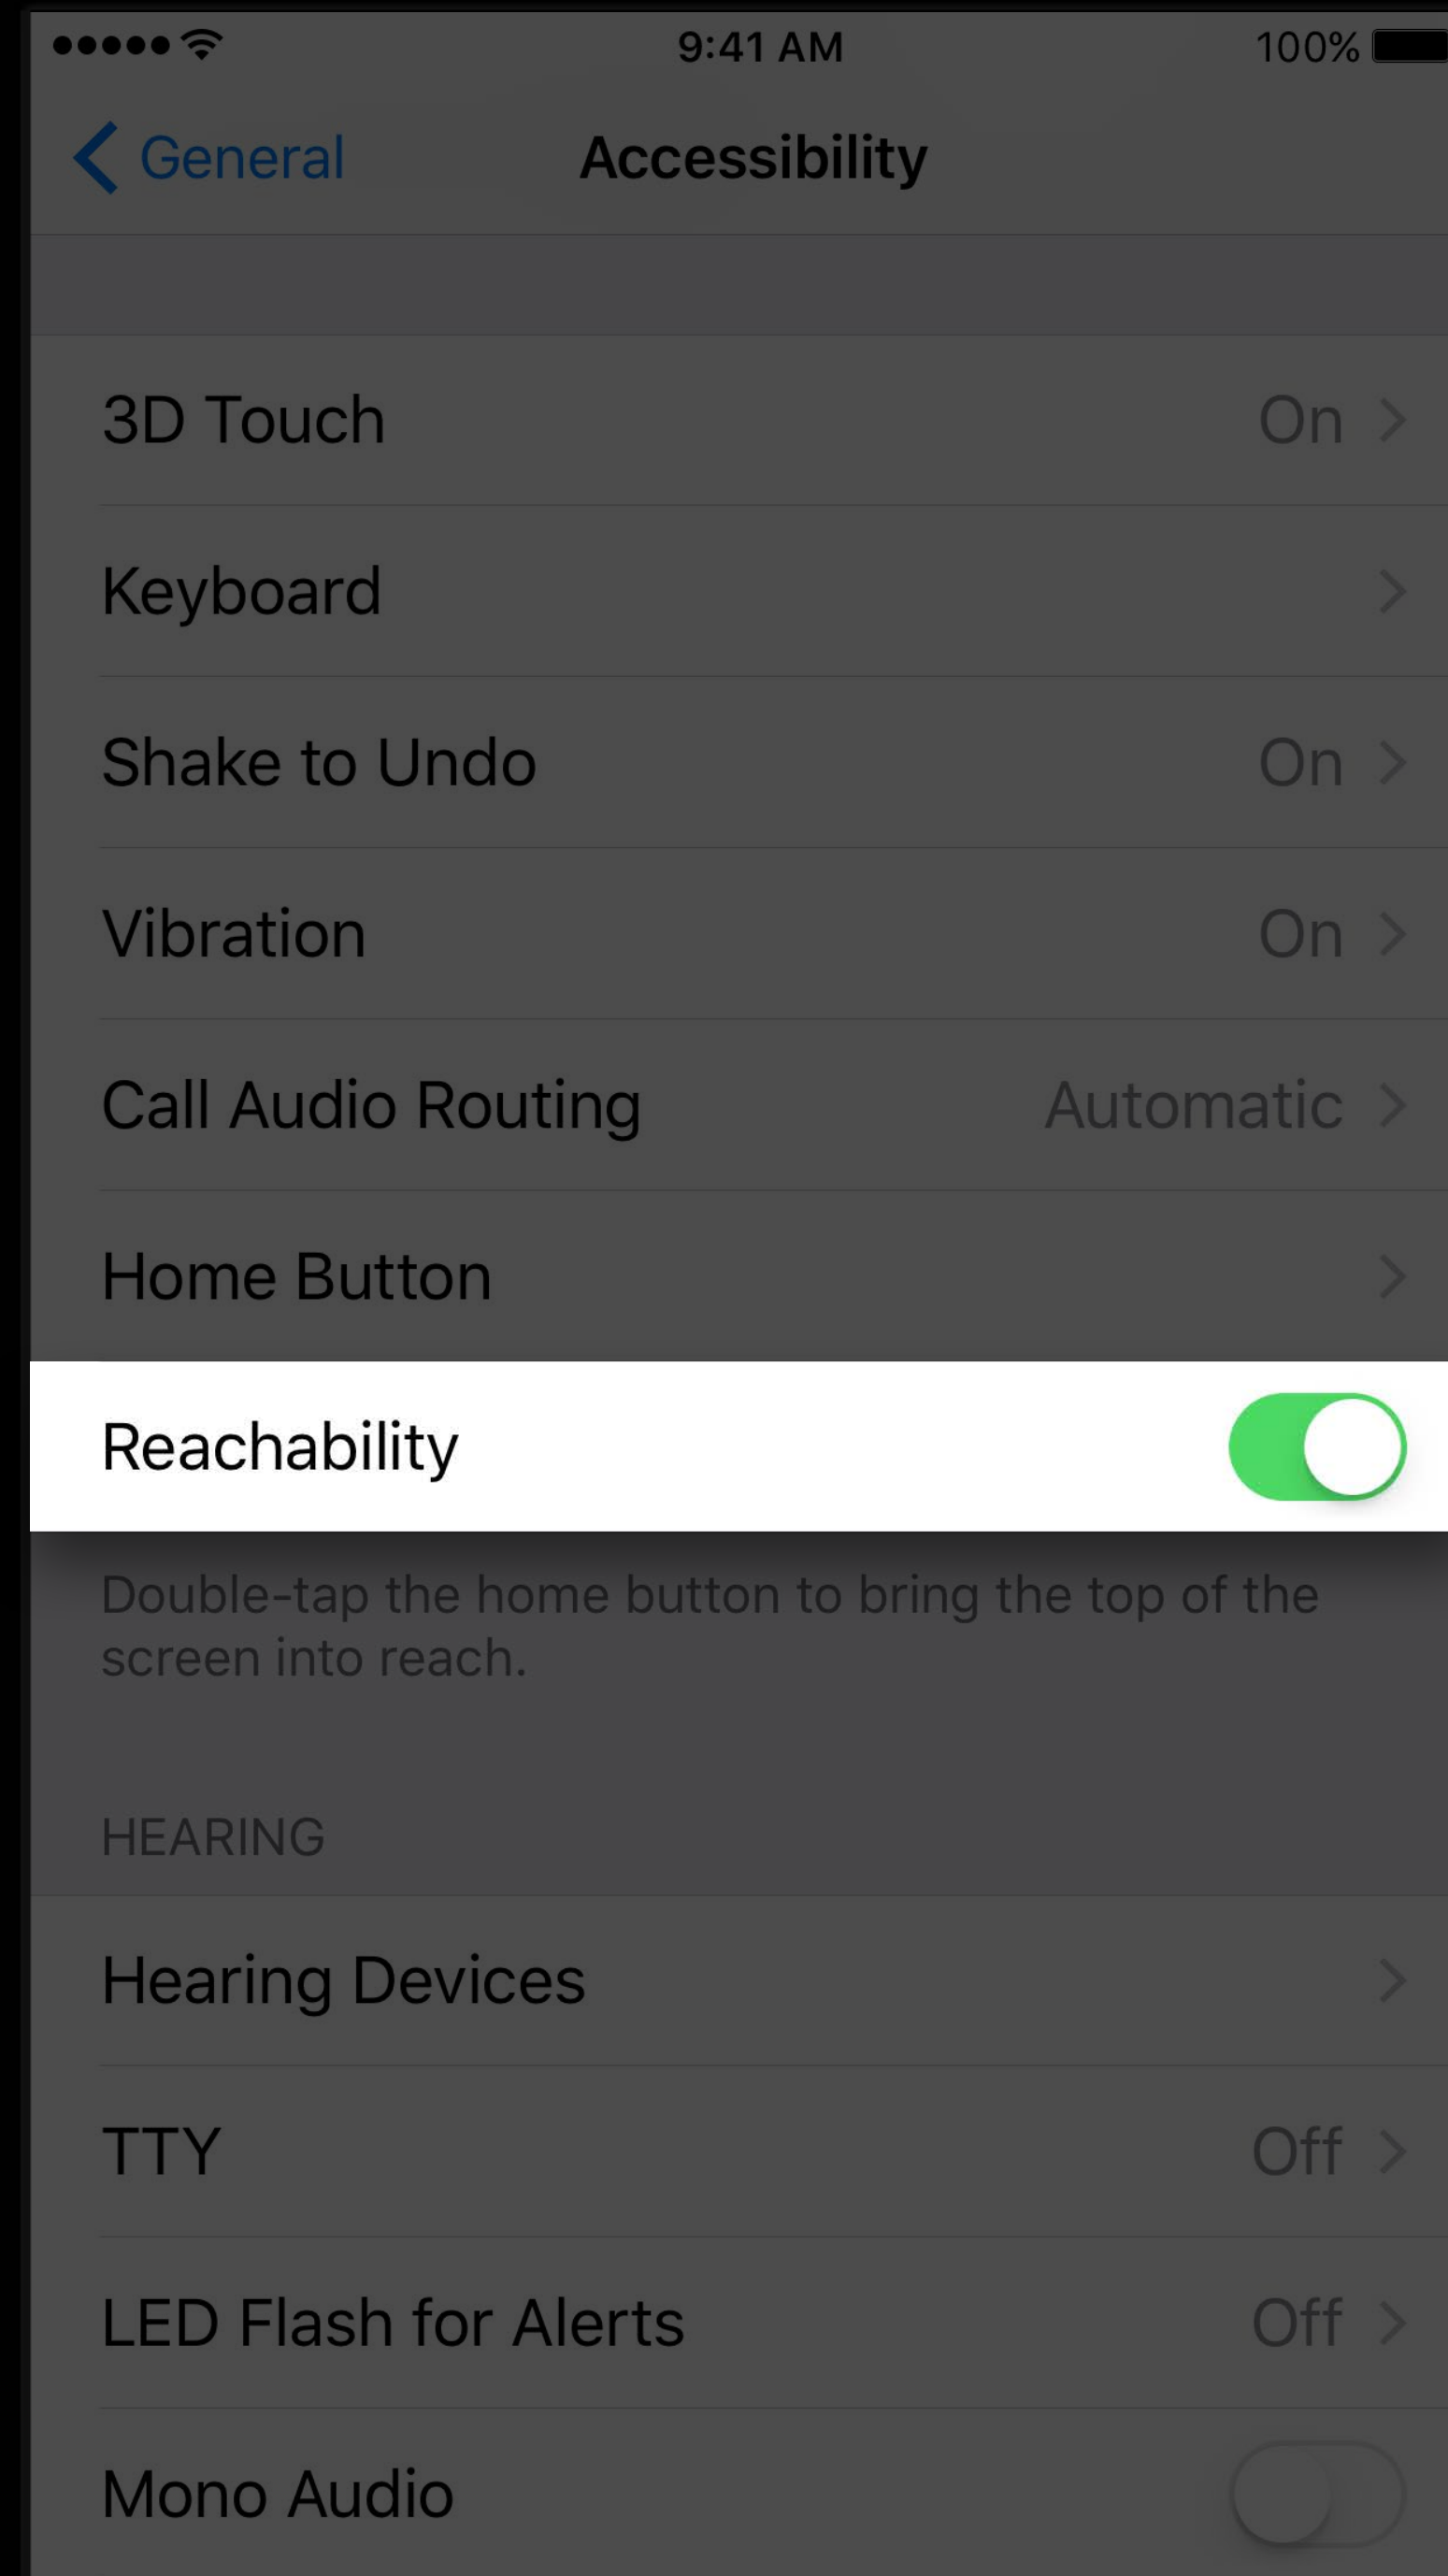 9:41 AM 100%
General Accessibility
3D Touch On
Keyboard
Shake to Undo On
Vibration On
Call Audio Routing Automatic
Home Button
Reachability
Double-tap the home button to bring the top of the
screen into reach.
HEARING
Hearing Devices
TTY Off
LED Flash for Alerts Off
Mono Audio